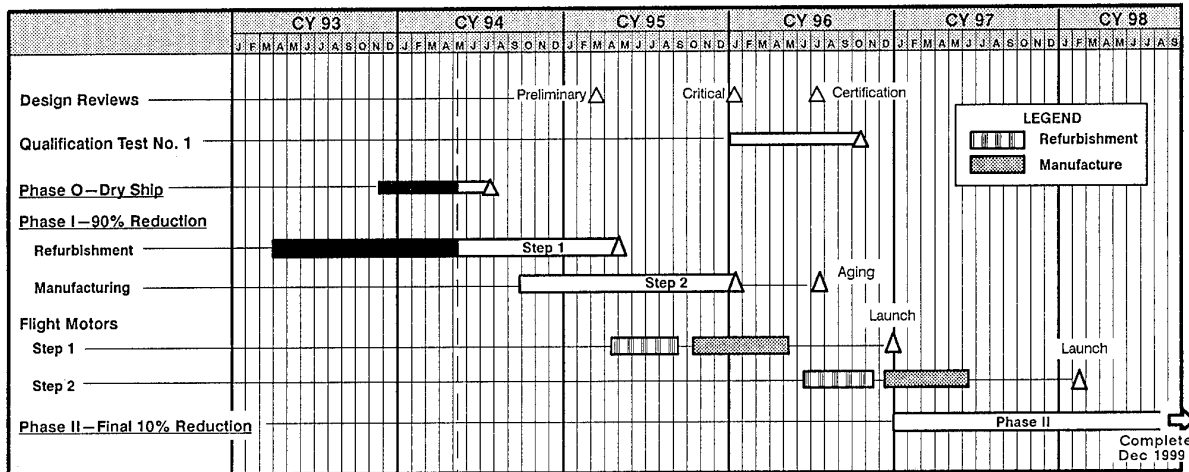 CY 93 CY 94 CY 95 CY 96 CY 97 CY 98
J F M A M J J A S O N D J F M A M J J A S O N D J F M A M J J A S O N D J F M A M J J A S O N D J F M A M J J A S O N D J F M A M J J A S
Design Reviews Preliminary Critical Certification
LEGEND
Refurbishment
Manufacture
Qualification Test No. 1
Phase O—Dry Ship
Phase I—90% Reduction
Refurbishment Step 1
Manufacturing Step 2 Aging
Flight Motors
Step 1 Launch
Step 2 Launch
Phase II—Final 10% Reduction Phase II
Complete
Dec 1999